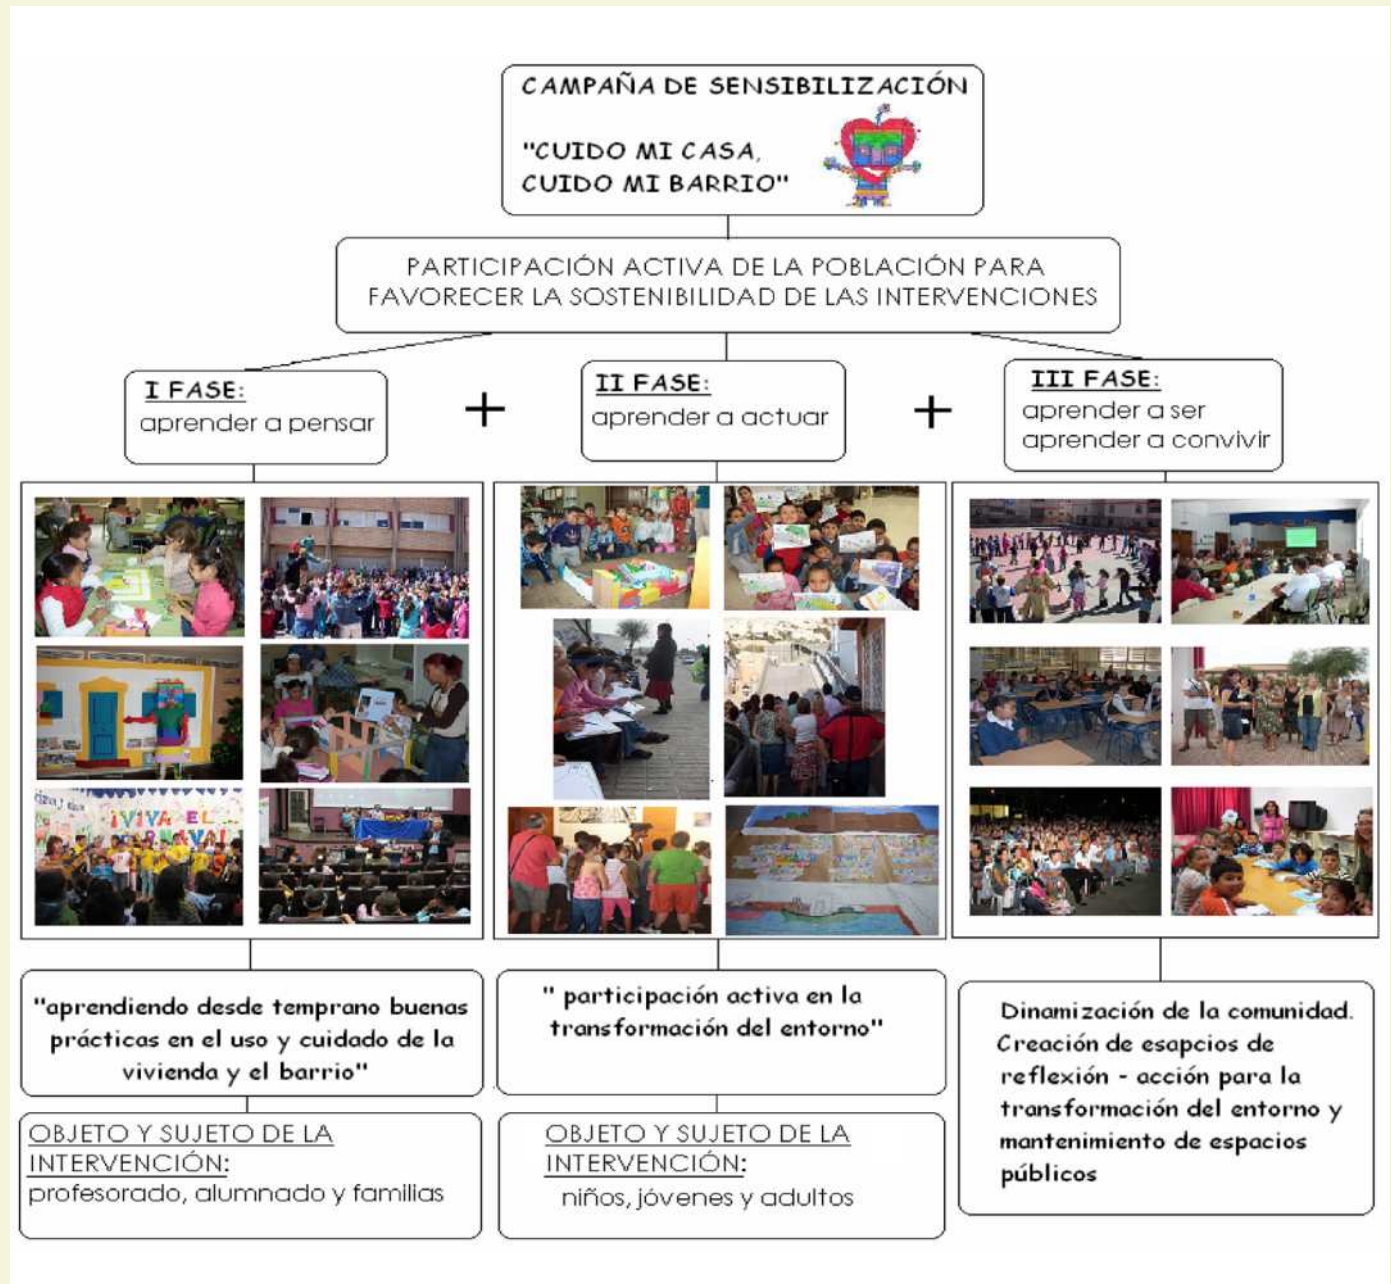 CAMPAÑA DE SENSIBILIZACIÓN
"CUIDO MI CASA,
CUIDO MI BARRIO"
PARTICIPACIÓN ACTIVA DE LA POBLACIÓN PARA
FAVORECER LA SOSTENIBILIDAD DE LAS INTERVENCIONES
I FASE:
aprender a pensar
+
II FASE:
aprender a actuar
+
III FASE:
aprender a ser
aprender a convivir
¡VIVA EL
"aprendiendo desde temprano buenas
prácticas en el uso y cuidado de la
vivienda y el barrio"
OBJETO Y SUJETO DE LA
INTERVENCIÓN:
profesorado, alumnado y familias
" participación activa en la
transformación del entorno"
OBJETO Y SUJETO DE LA
INTERVENCIÓN:
niños, jóvenes y adultos
Dinamización de la comunidad.
Creación de esapcios de
reflexión - acción para la
transformación del entorno y
mantenimiento de espacios
públicos